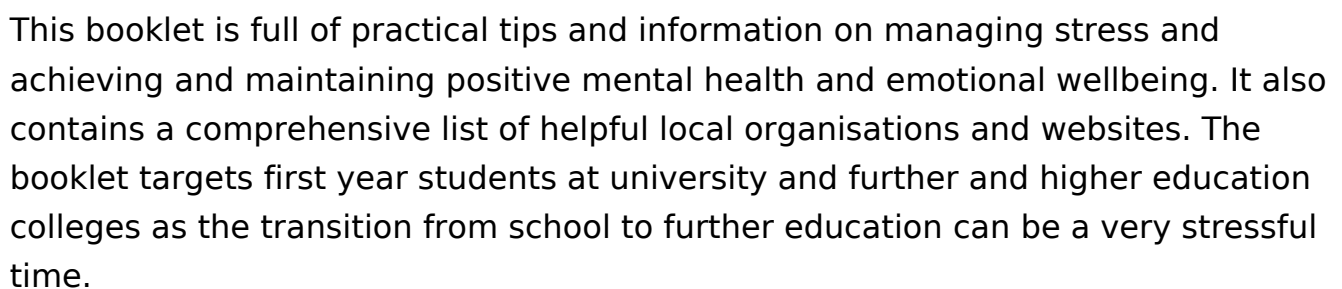 This booklet is full of practical tips and information on managing stress and
achieving and maintaining positive mental health and emotional wellbeing. It also
contains a comprehensive list of helpful local organisations and websites. The
booklet targets first year students at university and further and higher education
colleges as the transition from school to further education can be a very stressful
time.